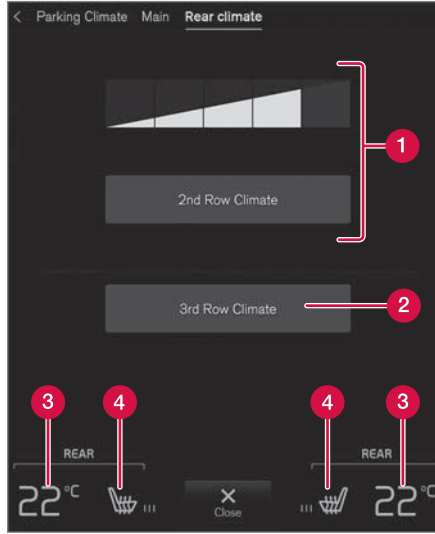 < Parking Climate Main Rear climate
1
2nd Row Climate
2
3rd Row Climate
3 4 4 3
REAR REAR
22°C 22°C
Close